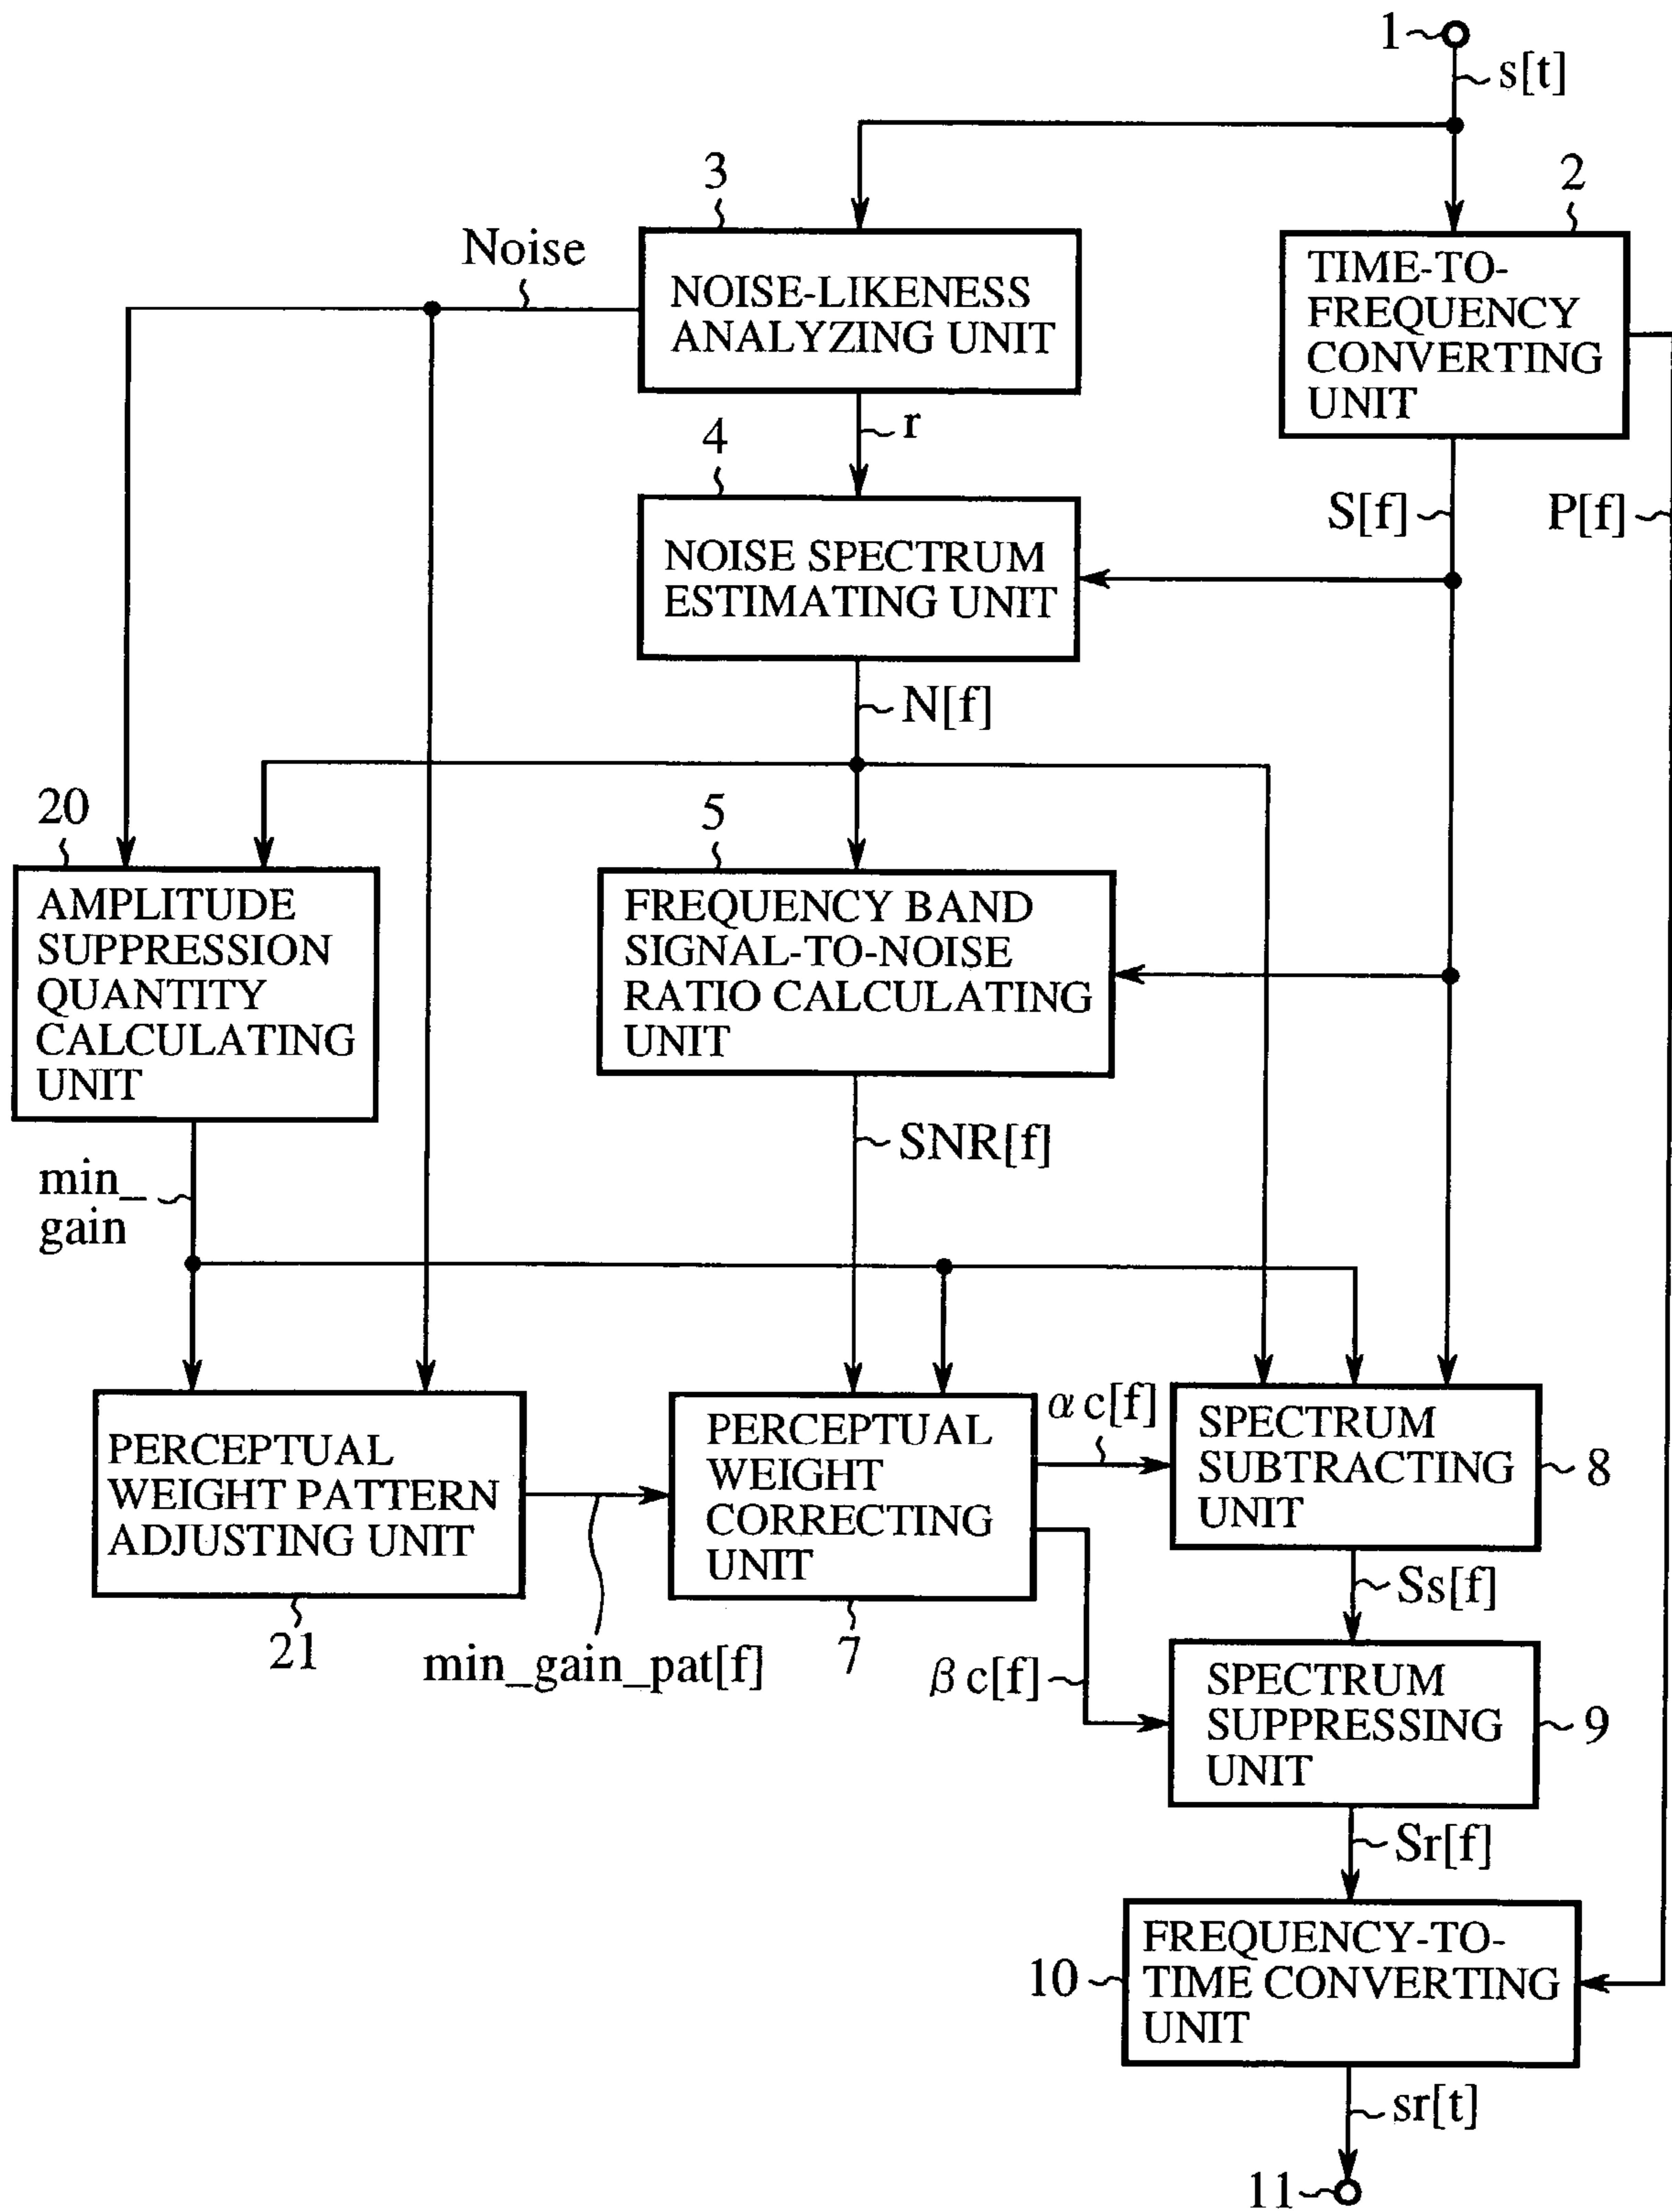 1
s[t]
3
2
Noise
NOISE-LIKENESS
ANALYZING UNIT
TIME-TO-
FREQUENCY
CONVERTING
UNIT
r
4
S[f]
P[f]
NOISE SPECTRUM
ESTIMATING UNIT
N[f]
20
5
AMPLITUDE
SUPPRESSION
QUANTITY
CALCULATING
UNIT
FREQUENCY BAND
SIGNAL-TO-NOISE
RATIO CALCULATING
UNIT
SNR[f]
min_
gain
PERCEPTUAL
WEIGHT PATTERN
ADJUSTING UNIT
21
min_gain_pat[f]
PERCEPTUAL
WEIGHT
CORRECTING
UNIT
7
α c[f]
β c[f]
SPECTRUM
SUBTRACTING
UNIT
8
Ss[f]
SPECTRUM
SUPPRESSING
UNIT
9
Sr[f]
10
FREQUENCY-TO-
TIME CONVERTING
UNIT
sr[t]
11